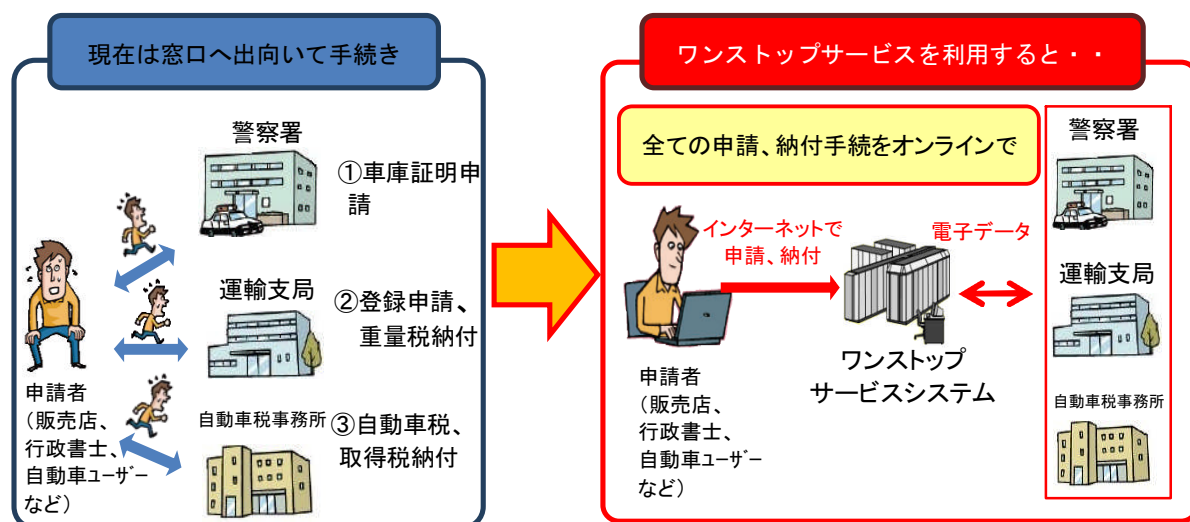 現在は窓口へ出向いて手続き
警察署
①車庫証明申
請
運輸支局
②登録申請、
重量税納付
自動車税事務所
③自動車税、
取得税納付
申請者
(販売店、
行政書士、
自動車ユーザー
など)
ワンストップサービスを利用すると・・
全ての申請、納付手続をオンラインで
インターネットで
申請、納付
電子データ
ワンストップ
サービスシステム
申請者
(販売店、
行政書士、
自動車ユーザー
など)
警察署
運輸支局
自動車税事務所